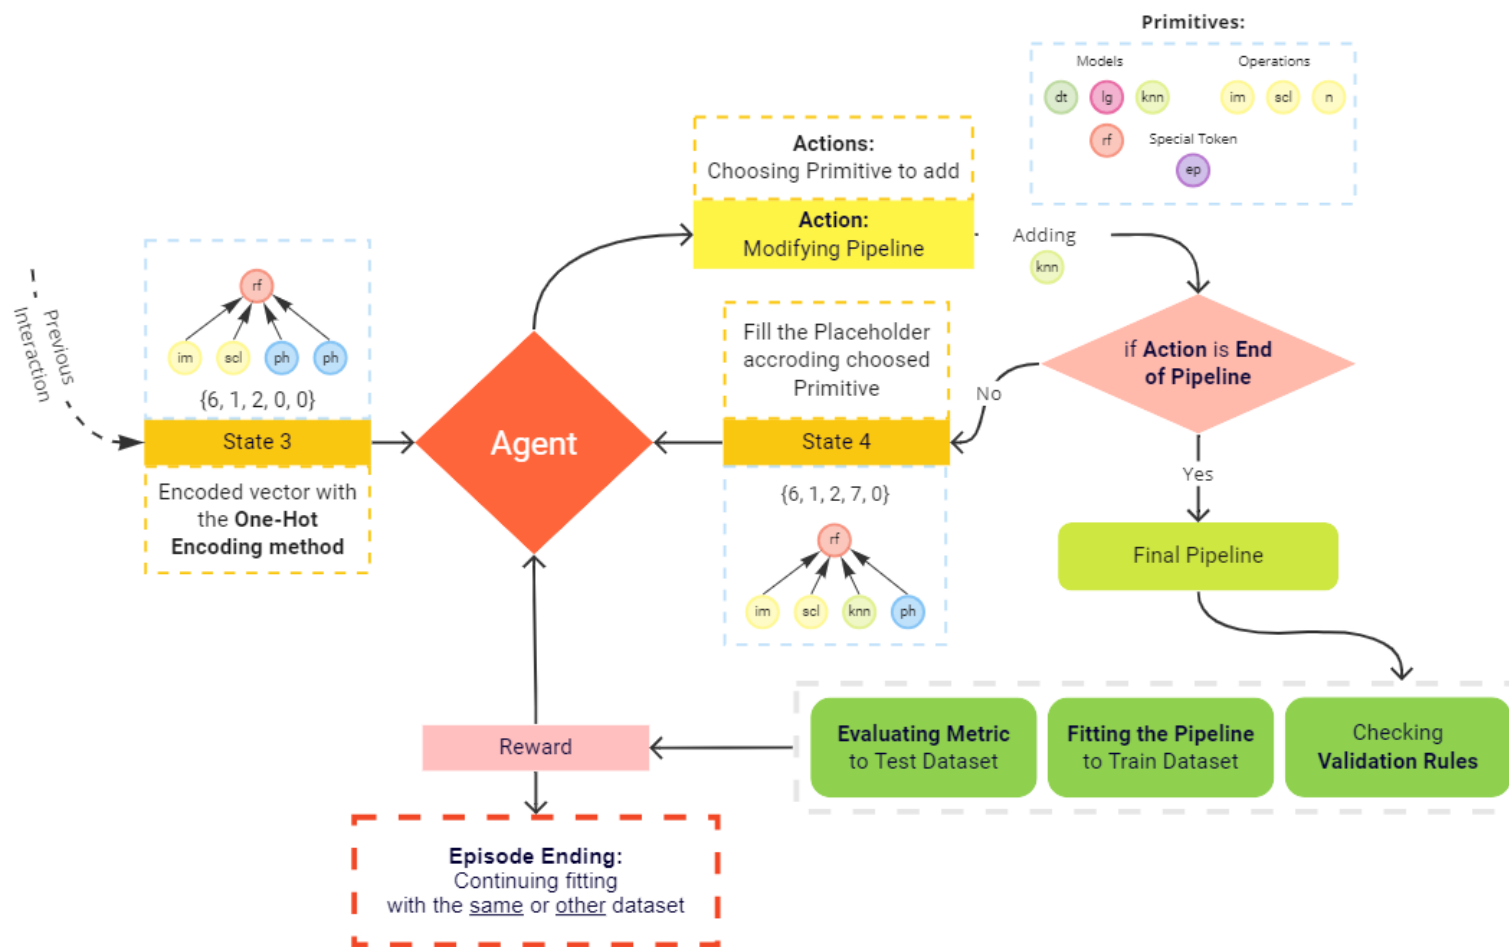 Primitives:
Models
Operations
dt
lg
knn
im
scl
n
rf
Special Token
ep
Actions:
Choosing Primitive to add
Action:
Modifying Pipeline
Adding
knn
Previous
Interaction
rf
im
scl
ph
ph
{6, 1, 2, 0, 0}
State 3
Encoded vector with
the One-Hot
Encoding method
Agent
Fill the Placeholder
accroding choosed
Primitive
State 4
{6, 1, 2, 7, 0}
rf
im
scl
knn
ph
No
if Action is End
of Pipeline
Yes
Final Pipeline
Evaluating Metric
to Test Dataset
Fitting the Pipeline
to Train Dataset
Checking
Validation Rules
Reward
Episode Ending:
Continuing fitting
with the same or other dataset